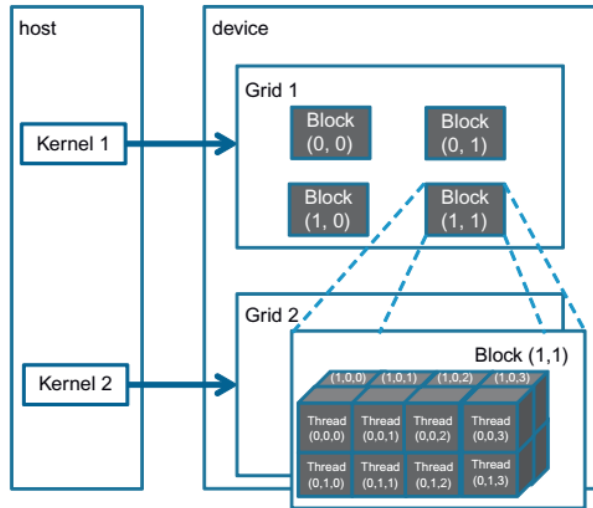 host
device
Grid 1
Block
(0, 0)
Block
(0, 1)
Kernel 1
Block
(1, 0)
Block
(1, 1)
Grid 2
Block (1,1)
Kernel 2
(1,0,0)
(1,0,1)
(1,0,2)
(1,0,3)
Thread
(0,0,0)
Thread
(0,0,1)
Thread
(0,0,2)
Thread
(0,0,3)
Thread
(0,1,0)
Thread
(0,1,1)
Thread
(0,1,2)
Thread
(0,1,3)